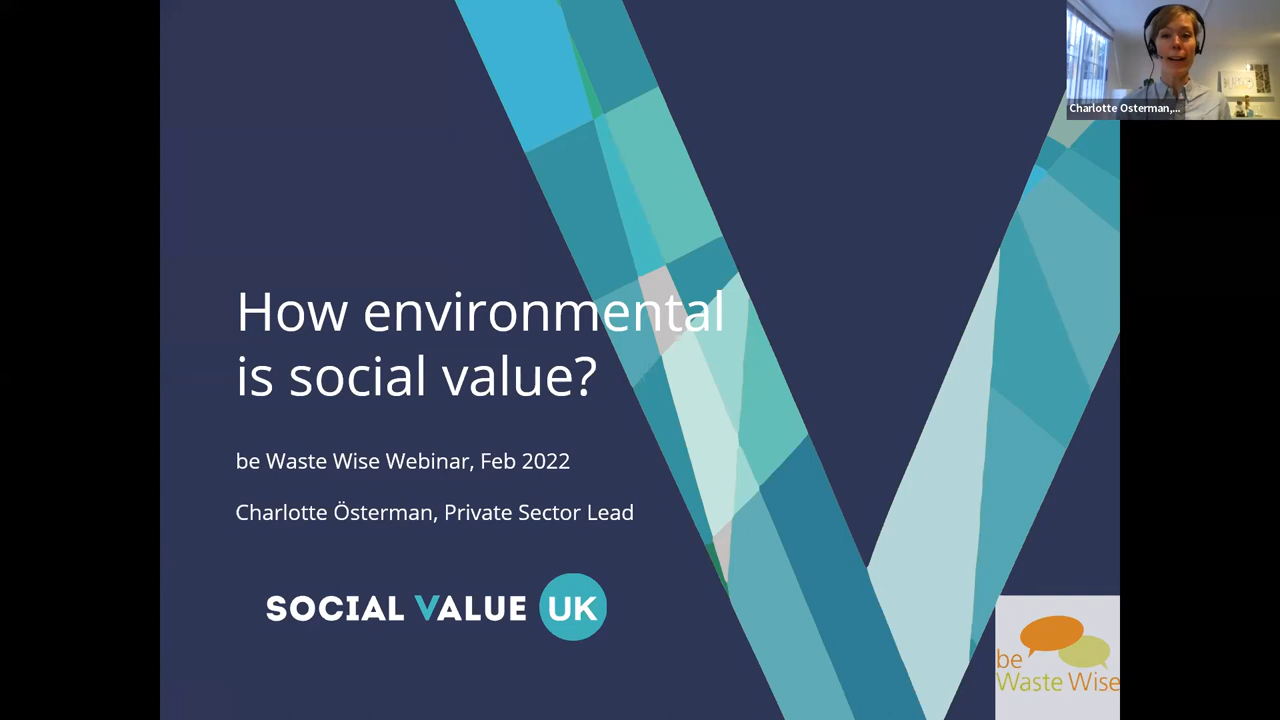 Charlotte Osterman,...
How environmental
is social value?
be Waste Wise Webinar, Feb 2022
Charlotte Österman, Private Sector Lead
SOCIAL VALUE UK
be
Waste Wise